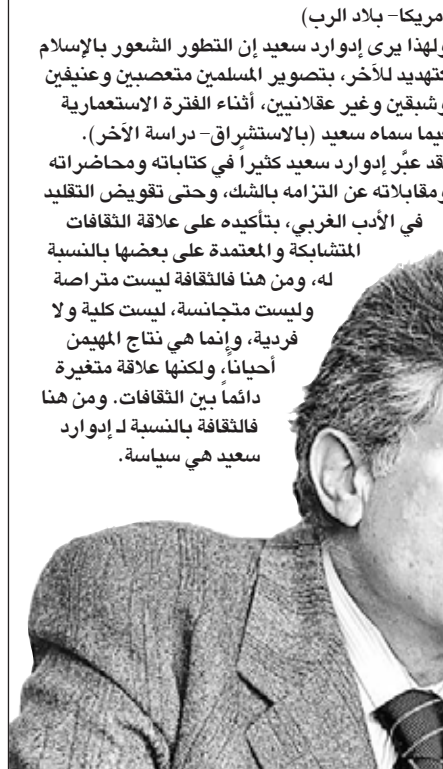 مريكا– بلاد الرب)
ولهذا يرى إدوارد سعيد إن التطور الشعور بالإسلام
كتهديد للآخر، بتصوير المسلمين متعصبين وعنيفين
وشبقين وغير عقلانيين، أثناء الفترة الاستعمارية
فيما سماه سعيد (بالاستشراق– دراسة الآخر).
لقد عبَّر إدوارد سعيد كثيراً في كتاباته ومحاضراته
ومقابلاته عن التزامه بالشك، وحتى تقويض التقليد
في الأدب الغربي، بتأكيده على علاقة الثقافات
المتشابكة والمعتمدة على بعضها بالنسبة
له، ومن هنا فالثقافة ليست متراصة
وليست متجانسة، ليست كلية ولا
فردية، وإنما هي نتاج المهيمن
أحياناً، ولكنها علاقة متغيرة
دائماً بين الثقافات. ومن هنا
فالثقافة بالنسبة لـ إدوارد
سعيد هي سياسة.